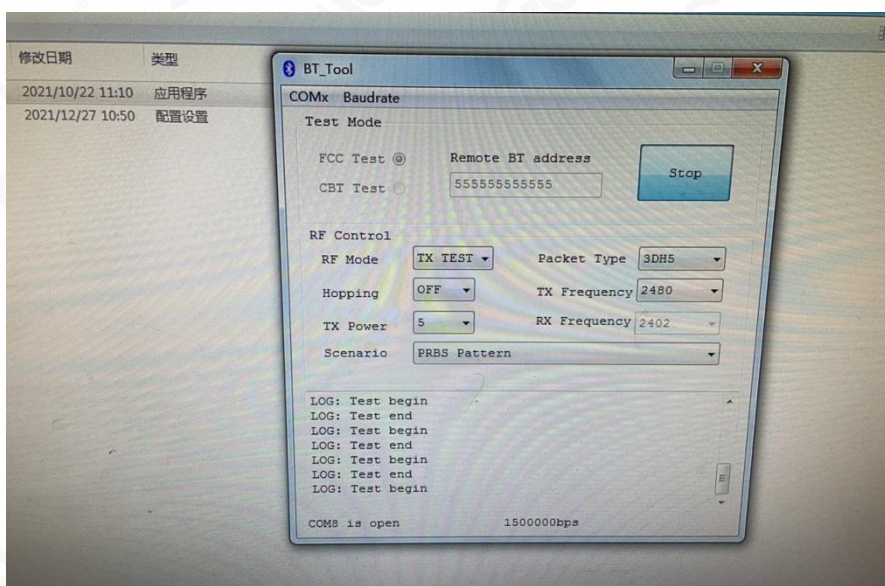 修改日期 类型
2021/10/22 11:10 应用程序
2021/12/27 10:50 配置设置
BT_Tool
COMx Baudrate
Test Mode
FCC Test Remote BT address
CBT Test 555555555555 Stop
RF Control
RF Mode TX TEST Packet Type 3DH5
Hopping OFF TX Frequency 2480
TX Power 5 RX Frequency 2402
Scenario PRBS Pattern
LOG: Test begin
LOG: Test end
LOG: Test begin
LOG: Test end
LOG: Test begin
LOG: Test end
LOG: Test begin
COM8 is open 1500000bps